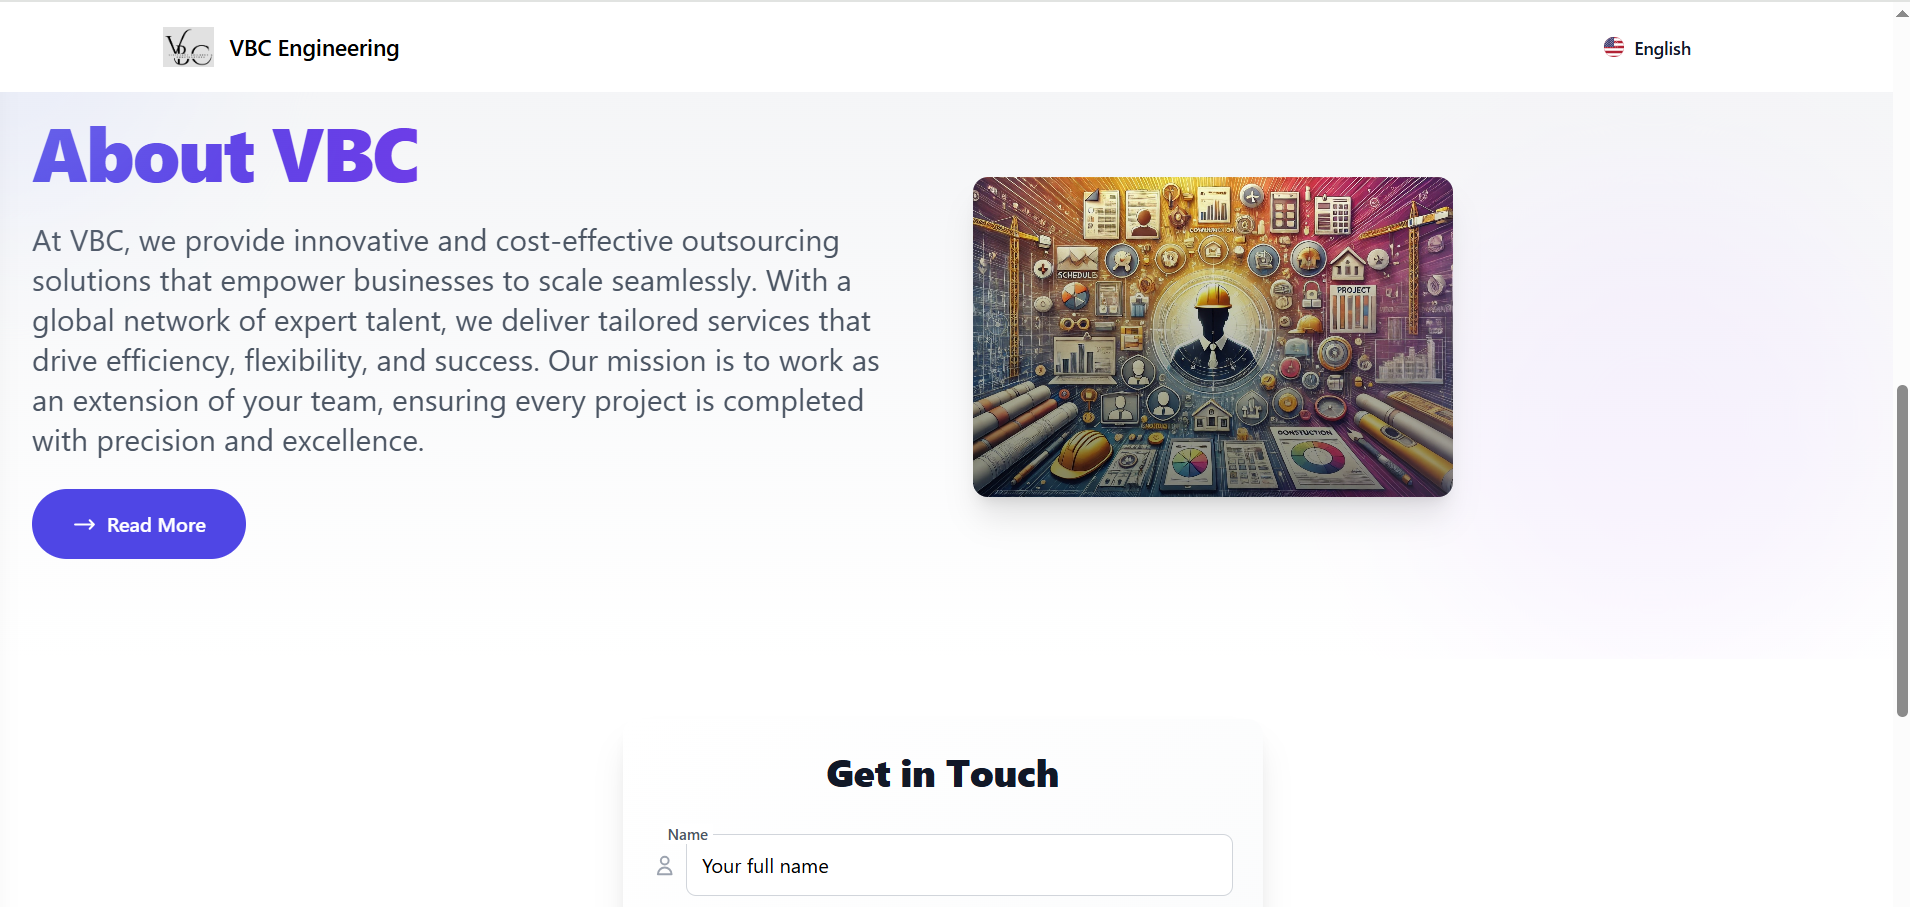 VBC
VBC Engineering
English
About VBC
At VBC, we provide innovative and cost-effective outsourcing
solutions that empower businesses to scale seamlessly. With a
global network of expert talent, we deliver tailored services that
drive efficiency, flexibility, and success. Our mission is to work as
an extension of your team, ensuring every project is completed
with precision and excellence.
SCHEDULE
PROJECT
CONSTUCTION
Read More
Get in Touch
Name
Your full name